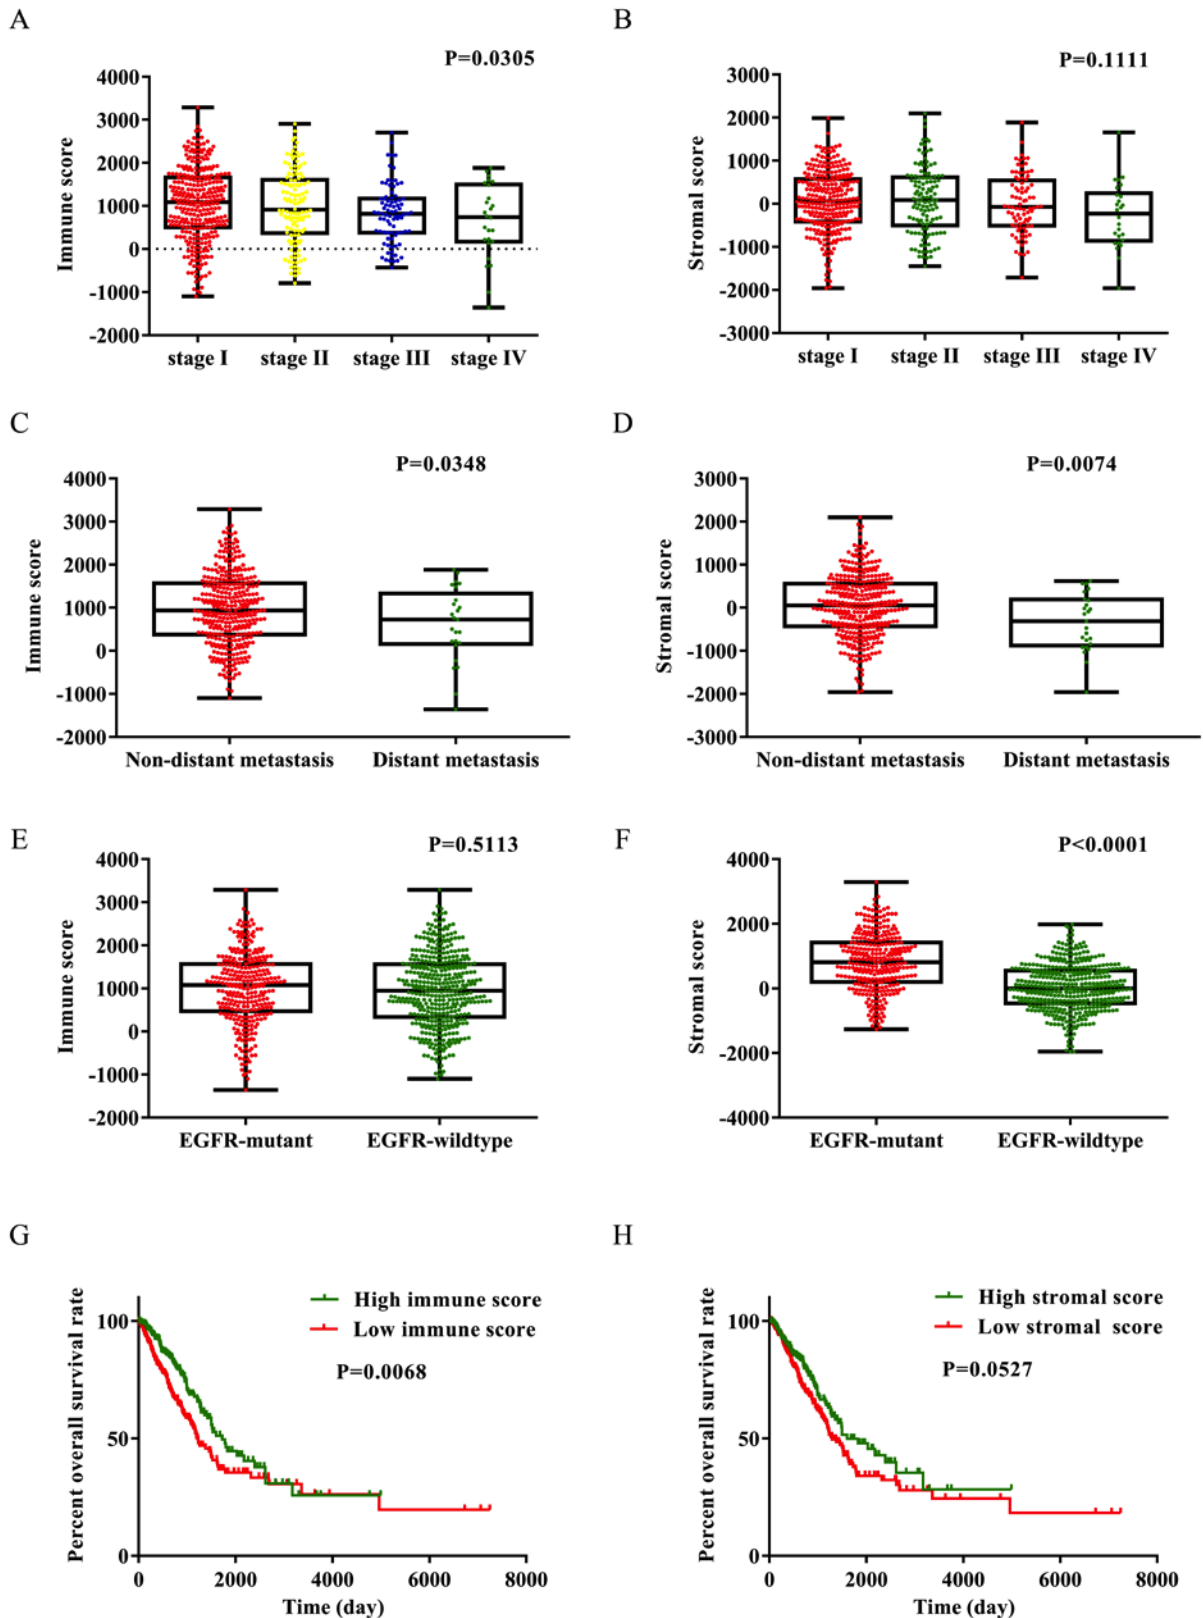 A
P=0.0305
Immune score
4000
3000
2000
1000
0
-1000
-2000
stage I stage II stage III stage IV
B
P=0.1111
Stromal score
3000
2000
1000
0
-1000
-2000
-3000
stage I stage II stage III stage IV
C
P=0.0348
Immune score
4000
3000
2000
1000
0
-1000
-2000
Non-distant metastasis Distant metastasis
D
P=0.0074
Stromal score
3000
2000
1000
0
-1000
-2000
-3000
Non-distant metastasis Distant metastasis
E
P=0.5113
Immune score
4000
3000
2000
1000
0
-1000
-2000
EGFR-mutant EGFR-wildtype
F
P<0.0001
Stromal score
4000
2000
0
-2000
-4000
EGFR-mutant EGFR-wildtype
G
High immune score
Low immune score
P=0.0068
Percent overall survival rate
100
50
0
0 2000 4000 6000 8000
Time (day)
H
High stromal score
Low stromal score
P=0.0527
Percent overall survival rate
100
50
0
0 2000 4000 6000 8000
Time (day)